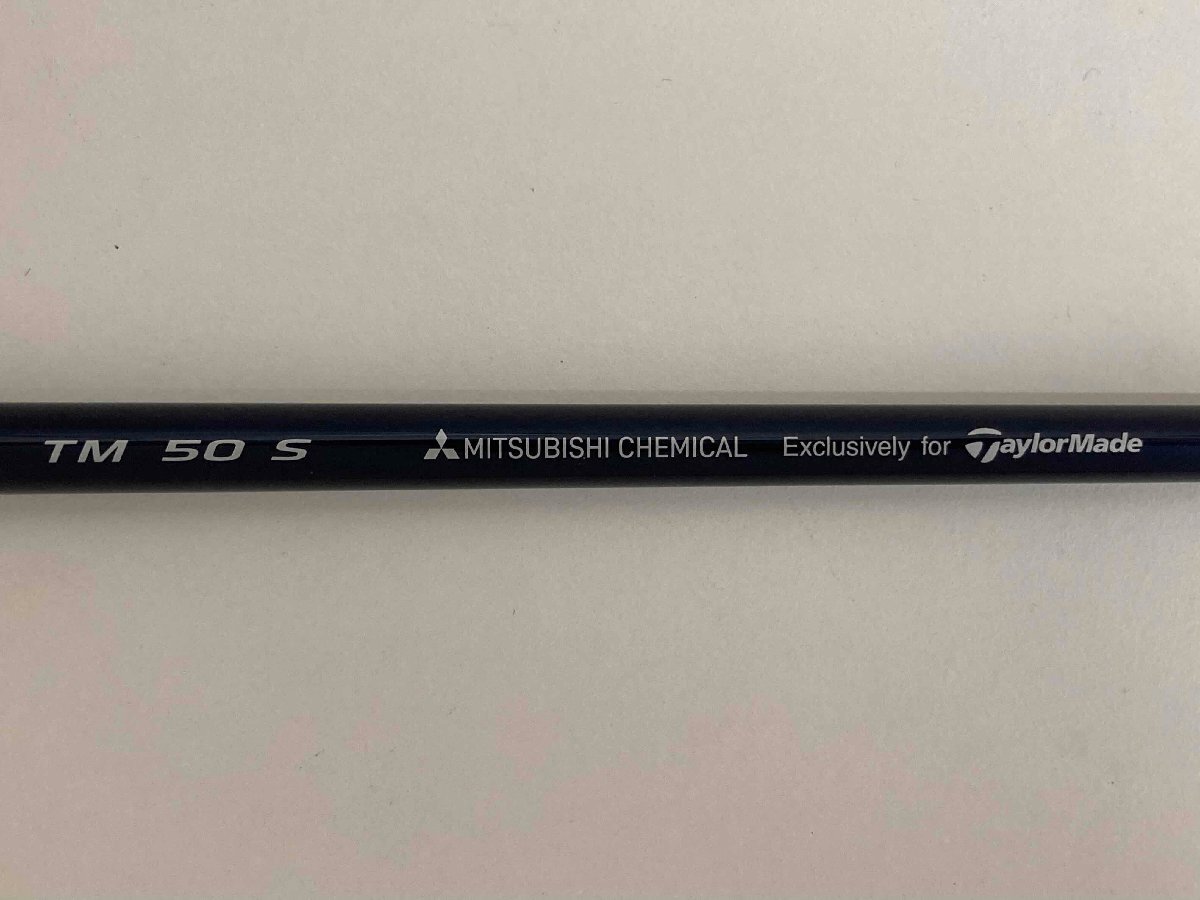 TM 50 S MITSUBISHI CHEMICAL Exclusively for TaylorMade